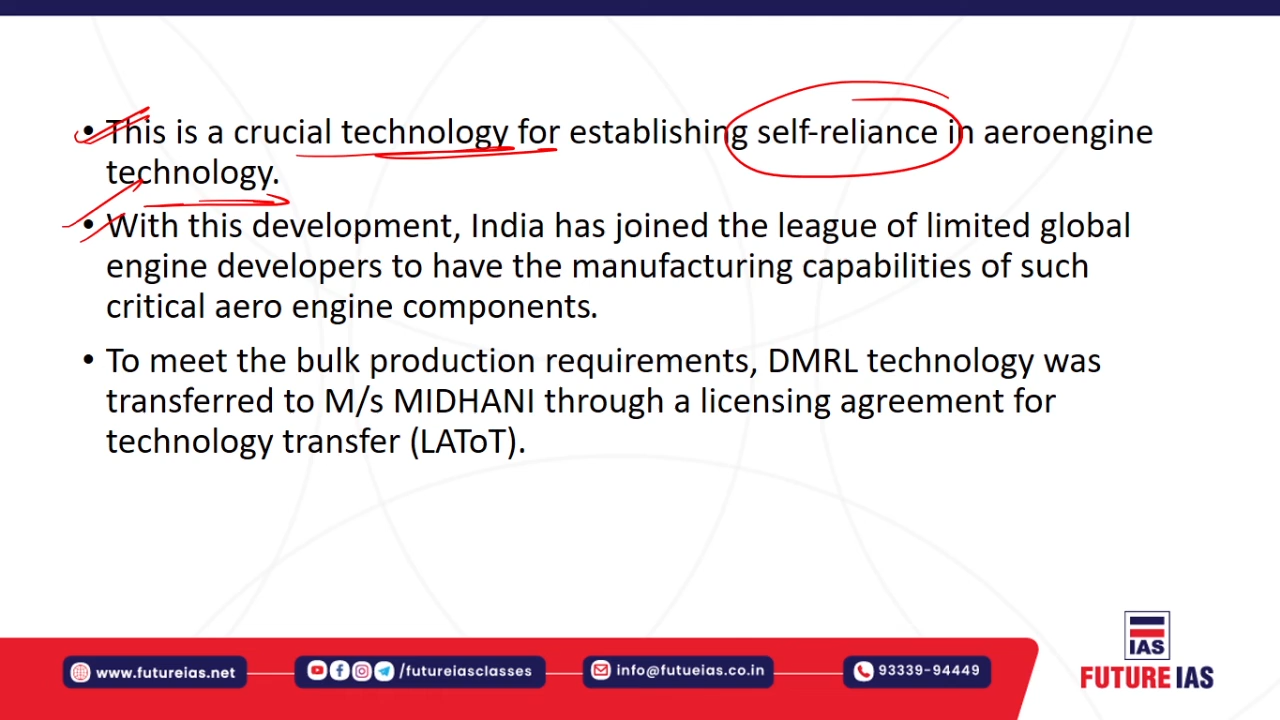 • This is a crucial technology for establishing self-reliance in aeroengine
technology.
• With this development, India has joined the league of limited global
engine developers to have the manufacturing capabilities of such
critical aero engine components.
• To meet the bulk production requirements, DMRL technology was
transferred to M/s MIDHANI through a licensing agreement for
technology transfer (LAToT).
IAS
www.futureias.net
/futureiasclasses
info@futueias.co.in
93339-94449
FUTURE IAS